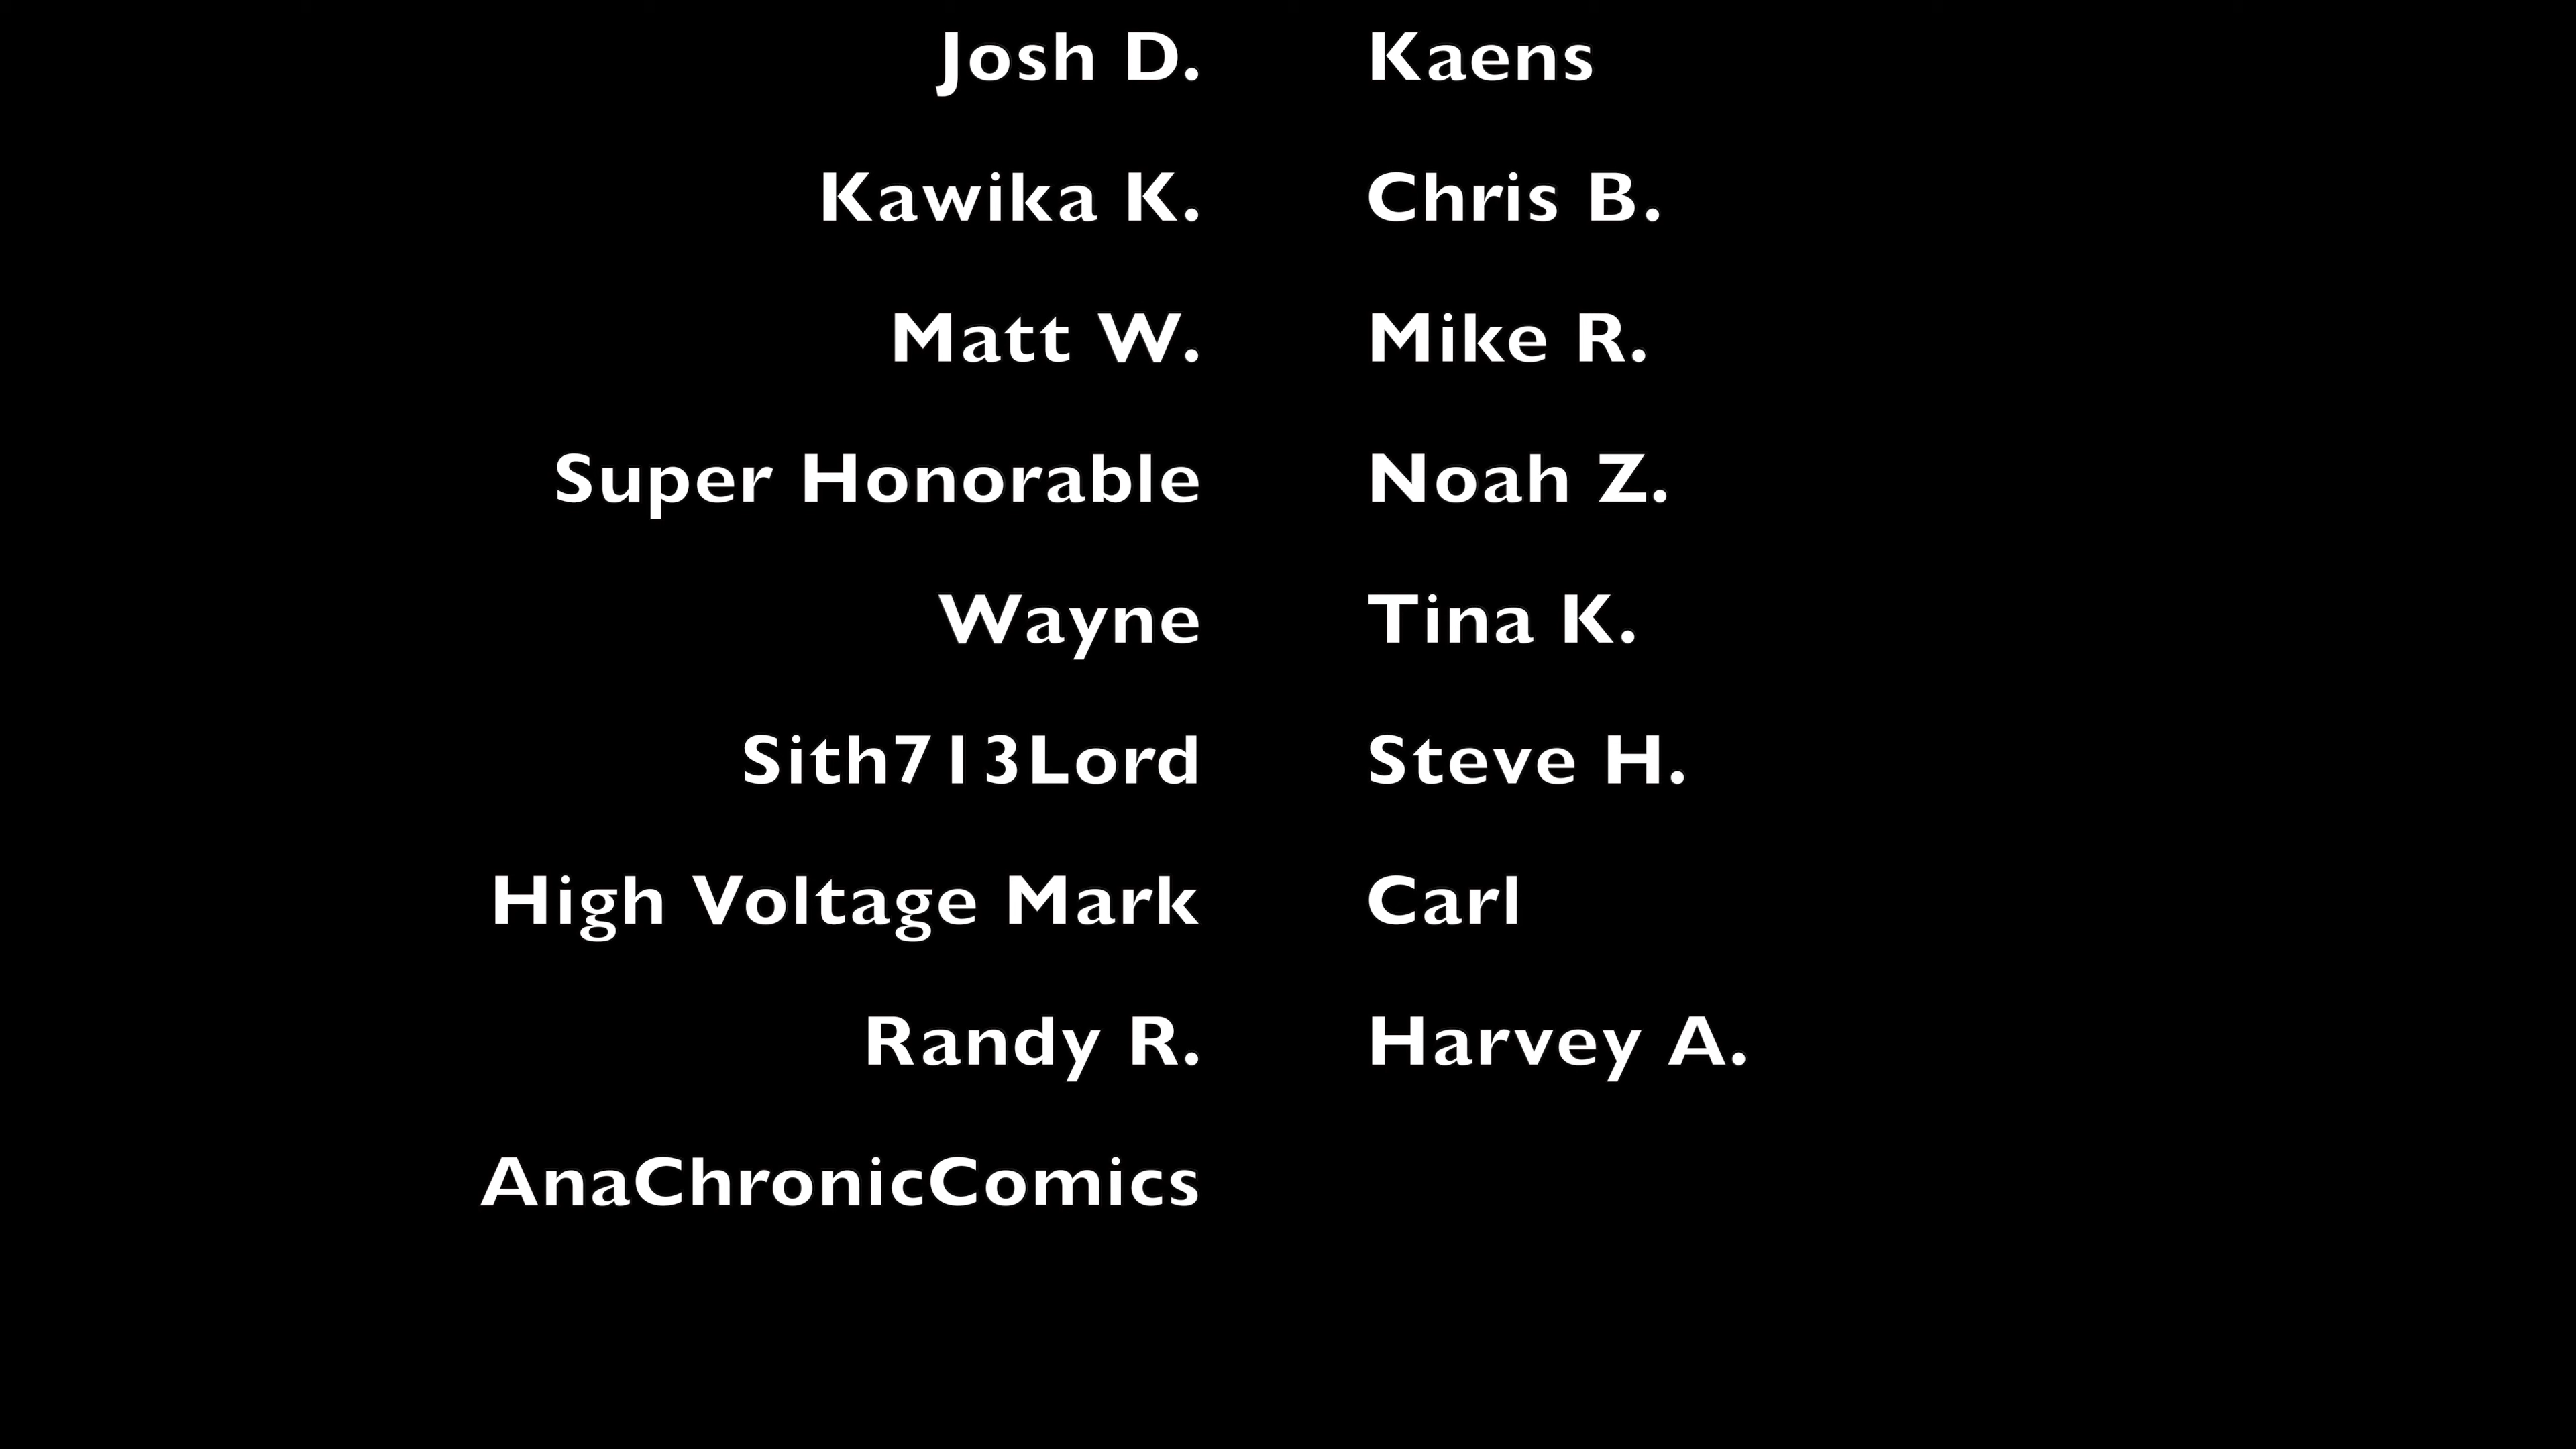 Josh D. Kaens
Kawika K. Chris B.
Matt W. Mike R.
Super Honorable Noah Z.
Wayne Tina K.
Sith713Lord Steve H.
High Voltage Mark Carl
Randy R. Harvey A.
AnaChronicComics